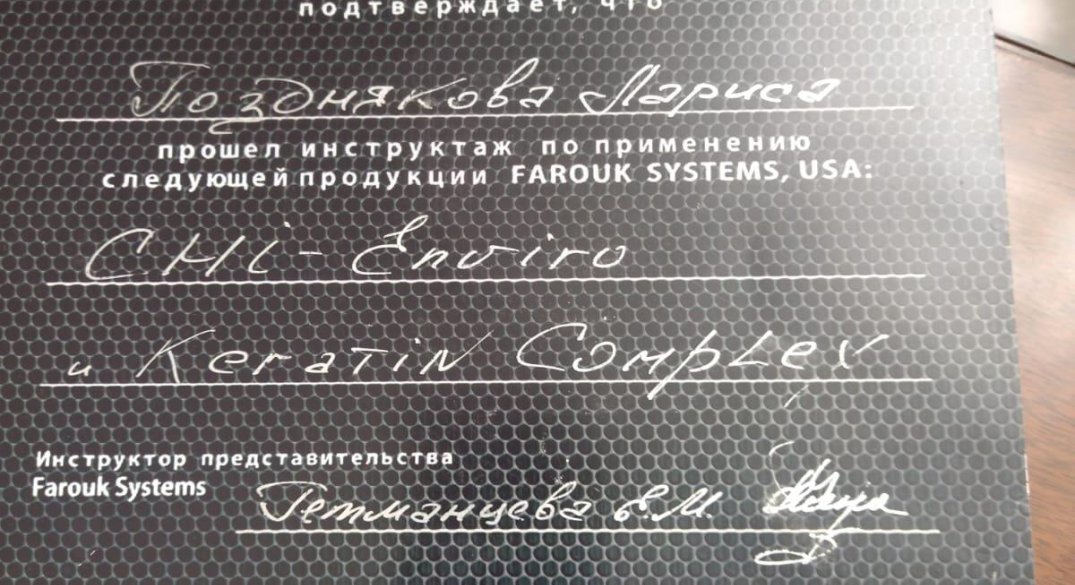 подтверждает, что
Позднякова Лариса
прошел инструктаж по применению
следующей продукции FAROUK SYSTEMS, USA:
CHi - Enviro
и Keratin Complex
Инструктор представительства
Farouk Systems
Гетманцева Е.М.